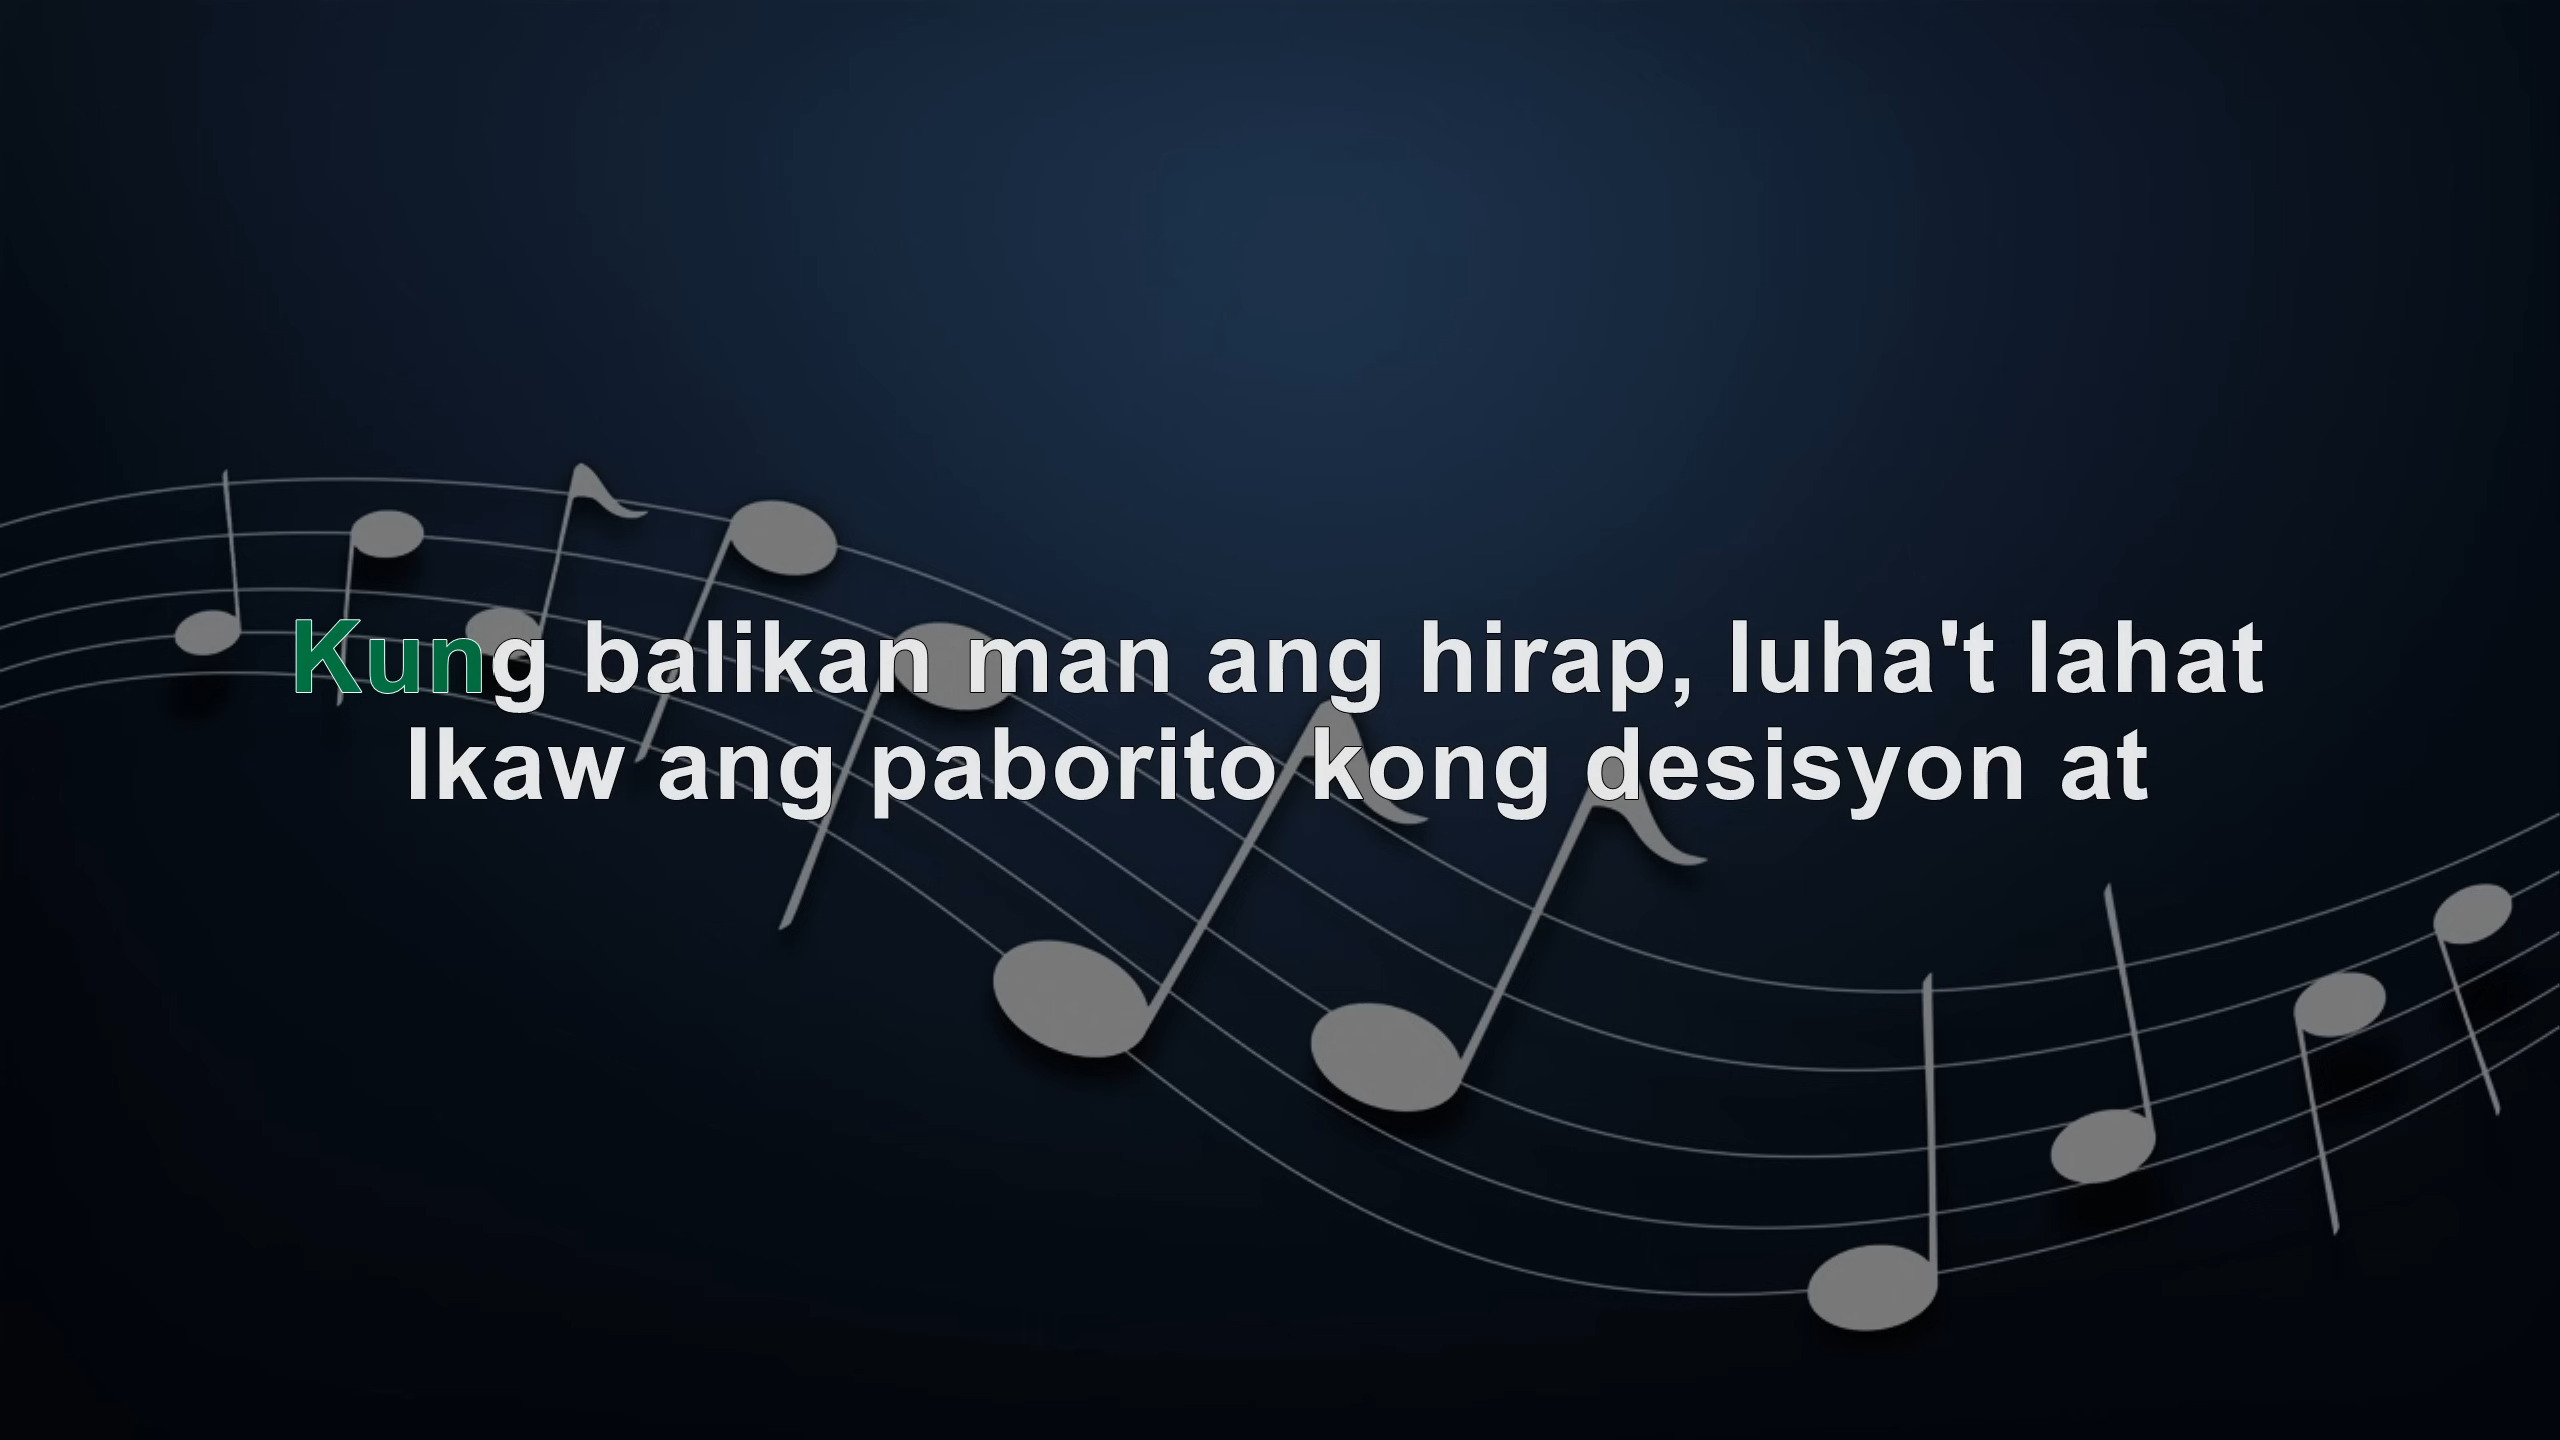 Kung balikan man ang hirap, luha't lahat
Ikaw ang paborito kong desisyon at